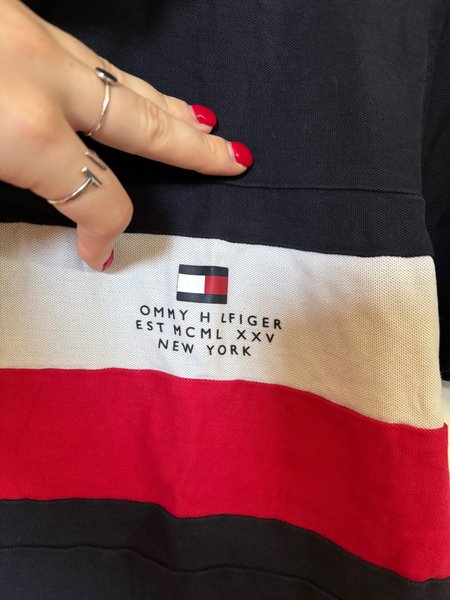 OMMY H LFIGER
EST MCML XXV
NEW YORK